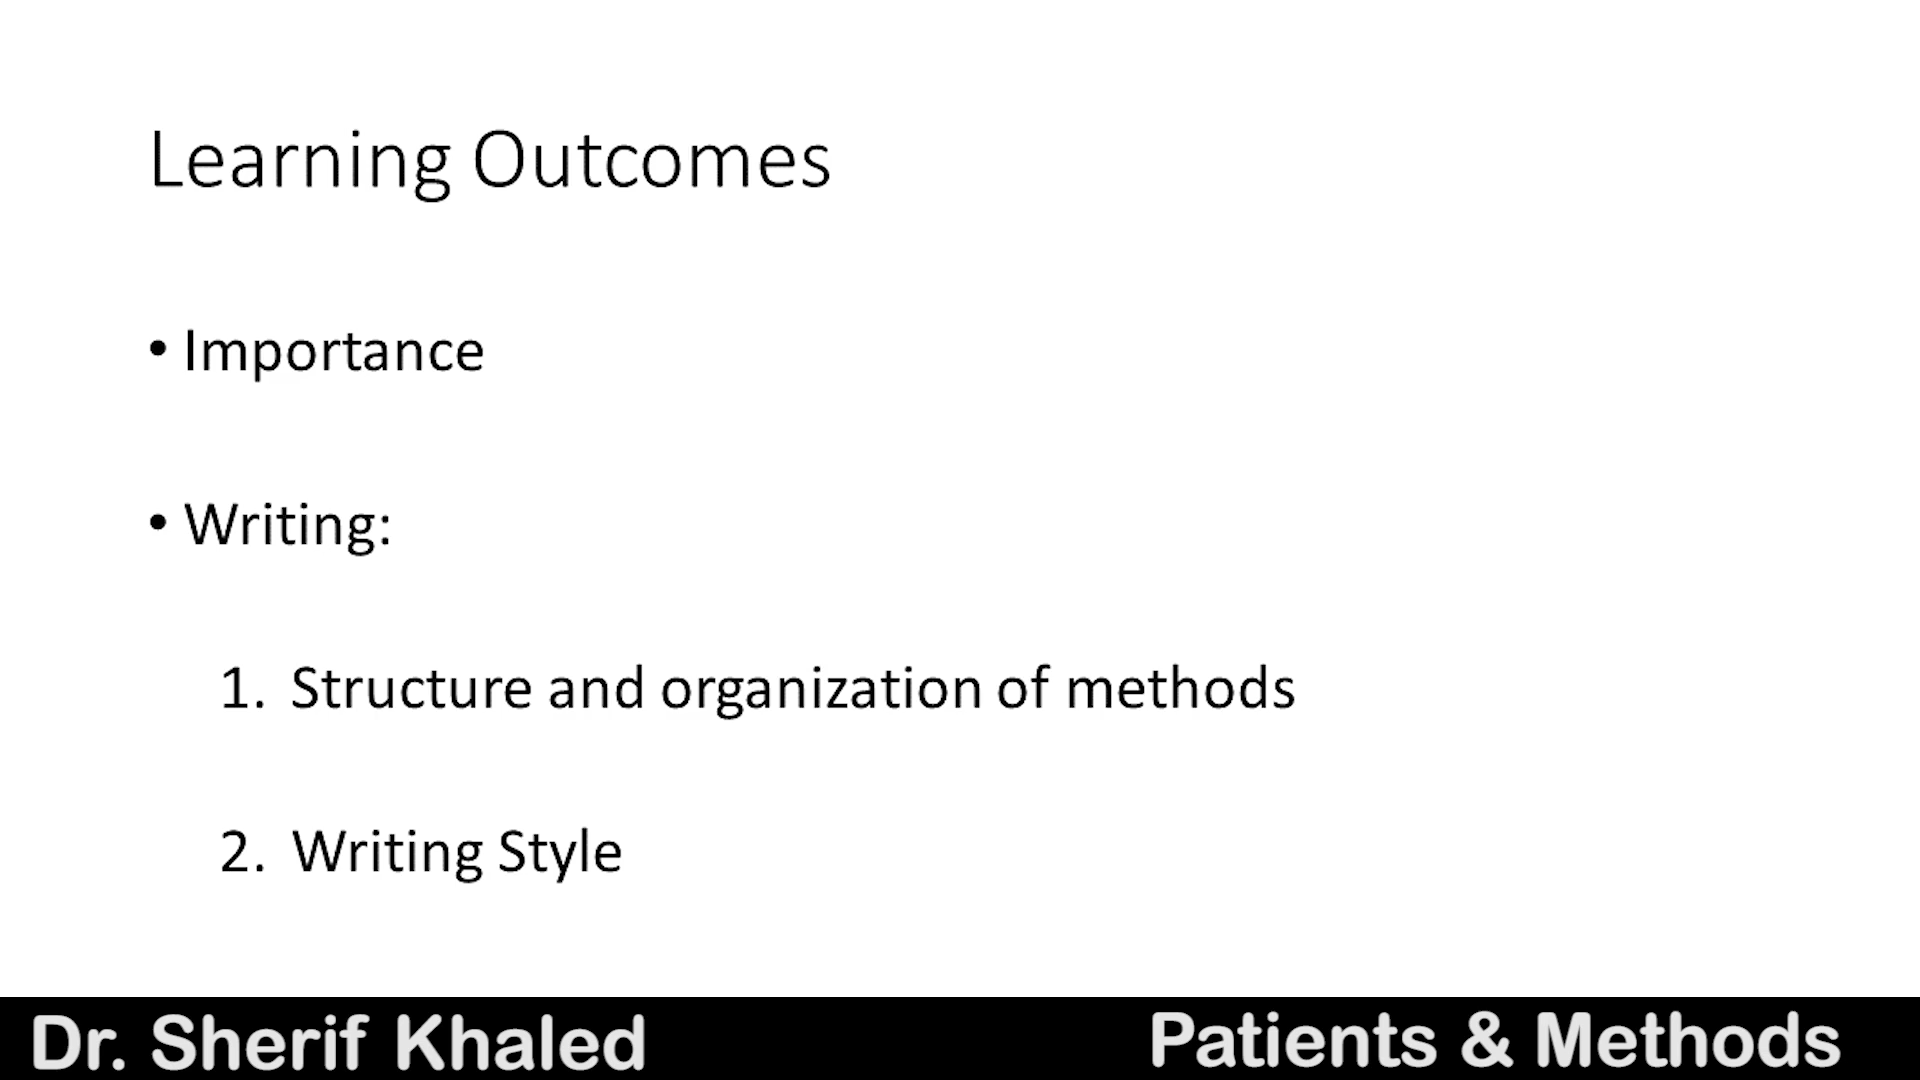 Learning Outcomes
• Importance
• Writing:
1. Structure and organization of methods
2. Writing Style
Dr. Sherif Khaled
Patients & Methods